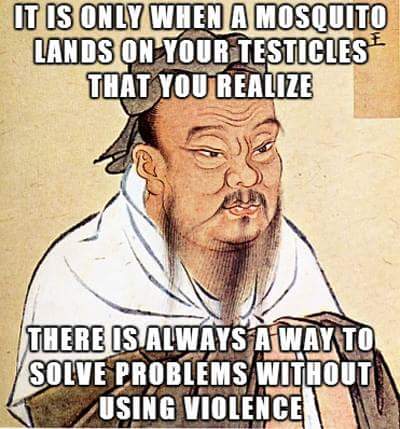 IT IS ONLY WHEN A MOSQUITO
LANDS ON YOUR TESTICLES
THAT YOU REALIZE
王
THERE IS ALWAYS A WAY TO
SOLVE PROBLEMS WITHOUT
USING VIOLENCE